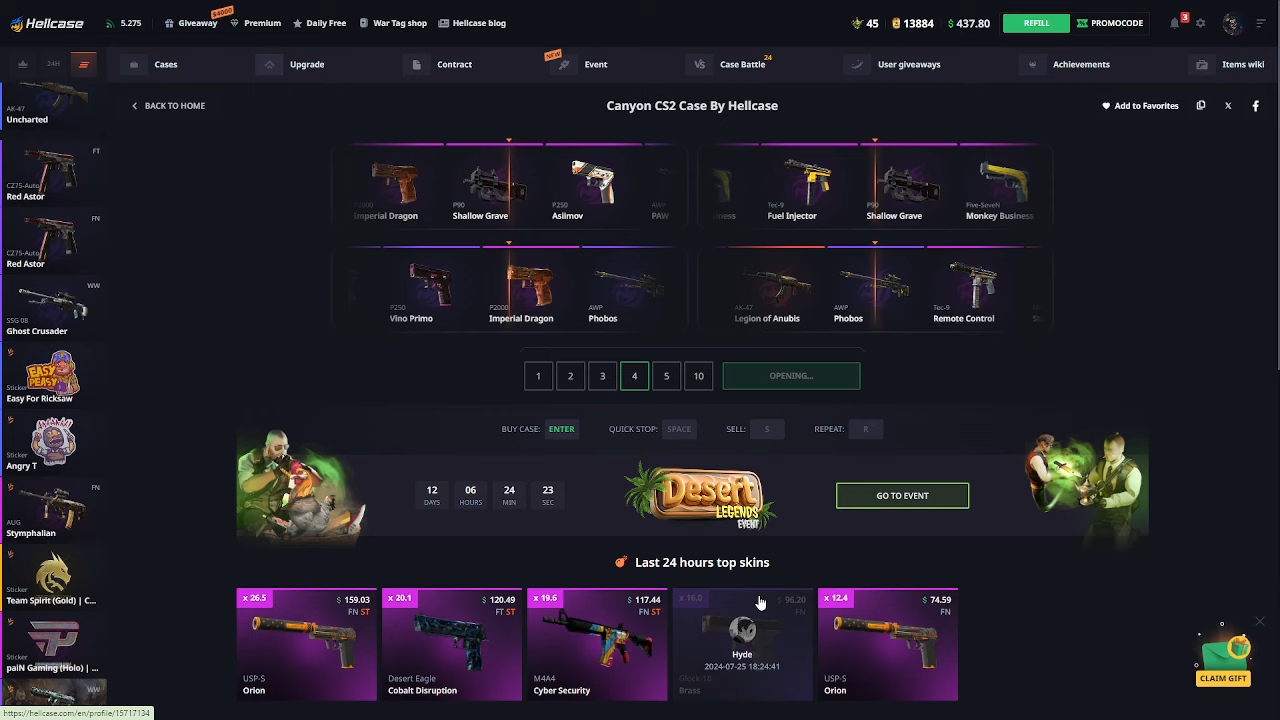 Hellcase
5.275
Giveaway
$4000
Premium
Daily Free
War Tag shop
Hellcase blog
45
13884
$ 437.80
REFILL
PROMOCODE
3
24H
Cases
Upgrade
Contract
NEW
Event
VS
Case Battle
24
User giveaways
Achievements
Items wiki
BACK TO HOME
Canyon CS2 Case By Hellcase
Add to Favorites
AK-47
Uncharted
FT
CZ75-Auto
Red Astor
FN
CZ75-Auto
Red Astor
WW
SSG 08
Ghost Crusader
Sticker
Easy For Ricksaw
Sticker
Angry T
FN
AUG
Stymphalian
Sticker
Team Spirit (Gold) | C...
Sticker
paiN Gaming (Holo) | ...
WW
P2000
Imperial Dragon
P90
Shallow Grave
P250
Asiimov
AWP
PAW
Tec-9
Fuel Injector
P90
Shallow Grave
Five-SeveN
Monkey Business
P250
Vino Primo
P2000
Imperial Dragon
AWP
Phobos
AK-47
Legion of Anubis
AWP
Phobos
Tec-9
Remote Control
1
2
3
4
5
10
OPENING...
BUY CASE: ENTER
QUICK STOP: SPACE
SELL: S
REPEAT: R
12
DAYS
06
HOURS
24
MIN
23
SEC
Desert
LEGENDS
EVENT
GO TO EVENT
Last 24 hours top skins
x 26.5
$ 159.03
FN ST
USP-S
Orion
x 20.1
$ 120.49
FT ST
Desert Eagle
Cobalt Disruption
x 19.6
$ 117.44
FN ST
M4A4
Cyber Security
x 16.0
$ 96.20
FN
Hyde
2024-07-25 18:24:41
Glock-18
Brass
x 12.4
$ 74.59
FN
USP-S
Orion
CLAIM GIFT
https://hellcase.com/en/profile/15717134